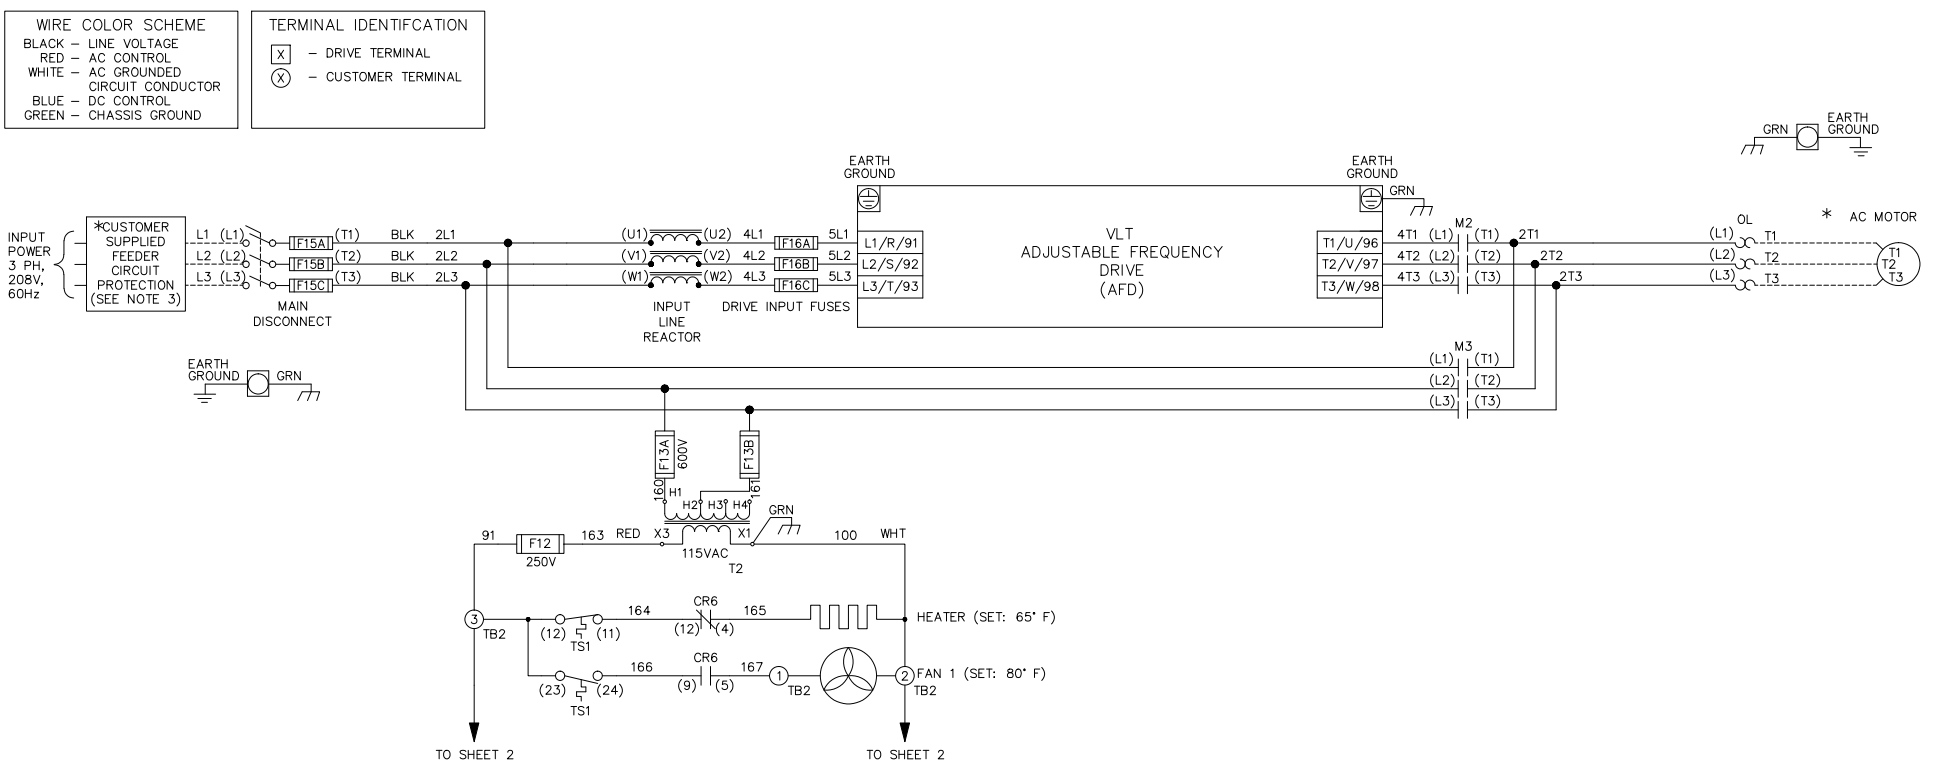 WIRE COLOR SCHEME
BLACK – LINE VOLTAGE
RED – AC CONTROL
WHITE – AC GROUNDED
CIRCUIT CONDUCTOR
BLUE – DC CONTROL
GREEN – CHASSIS GROUND
TERMINAL IDENTIFCATION
X – DRIVE TERMINAL
X – CUSTOMER TERMINAL
INPUT
POWER
3 PH,
208V,
60Hz
*CUSTOMER
SUPPLIED
FEEDER
CIRCUIT
PROTECTION
(SEE NOTE 3)
L1 (L1) F15A (T1) BLK 2L1 (U1) (U2) 4L1 F16A 5L1 L1/R/91
L2 (L2) F15B (T2) BLK 2L2 (V1) (V2) 4L2 F16B 5L2 L2/S/92
L3 (L3) F15C (T3) BLK 2L3 (W1) (W2) 4L3 F16C 5L3 L3/T/93
MAIN
DISCONNECT
INPUT
LINE
REACTOR
DRIVE INPUT FUSES
EARTH
GROUND
VLT
ADJUSTABLE FREQUENCY
DRIVE
(AFD)
EARTH
GROUND
GRN
M2
T1/U/96 4T1 (L1) (T1) 2T1 (L1) T1
T2/V/97 4T2 (L2) (T2) 2T2 (L2) T2
T3/W/98 4T3 (L3) (T3) 2T3 (L3) T3
OL
* AC MOTOR
T1
T2
T3
GRN
EARTH
GROUND
EARTH
GROUND
GRN
M3
(L1) (T1)
(L2) (T2)
(L3) (T3)
F13A
600V
F13B
160
161
H1
H2 H3 H4
GRN
91 F12 163 RED X3 X1 100 WHT
250V
115VAC
T2
3
TB2
(12) (11)
TS1
164
CR6
(12) (4)
165
HEATER (SET: 65° F)
(23) (24)
TS1
166
CR6
(9) (5)
167
1
TB2
2
TB2
FAN 1 (SET: 80° F)
TO SHEET 2
TO SHEET 2